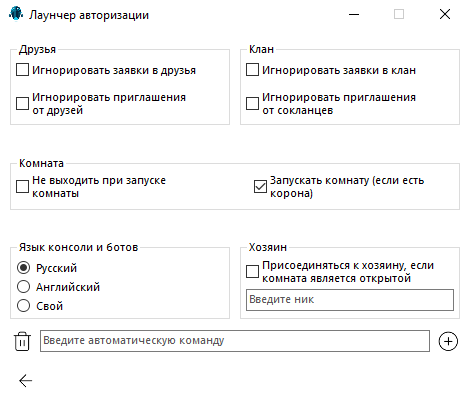 Лаунчер авторизации
Друзья
Игнорировать заявки в друзья
Игнорировать приглашения
от друзей
Клан
Игнорировать заявки в клан
Игнорировать приглашения
от сокланцев
Комната
Не выходить при запуске
комнаты
Запускать комнату (если есть
корона)
Язык консоли и ботов
Русский
Английский
Свой
Хозяин
Присоединяться к хозяину, если
комната является открытой
Введите ник
Введите автоматическую команду